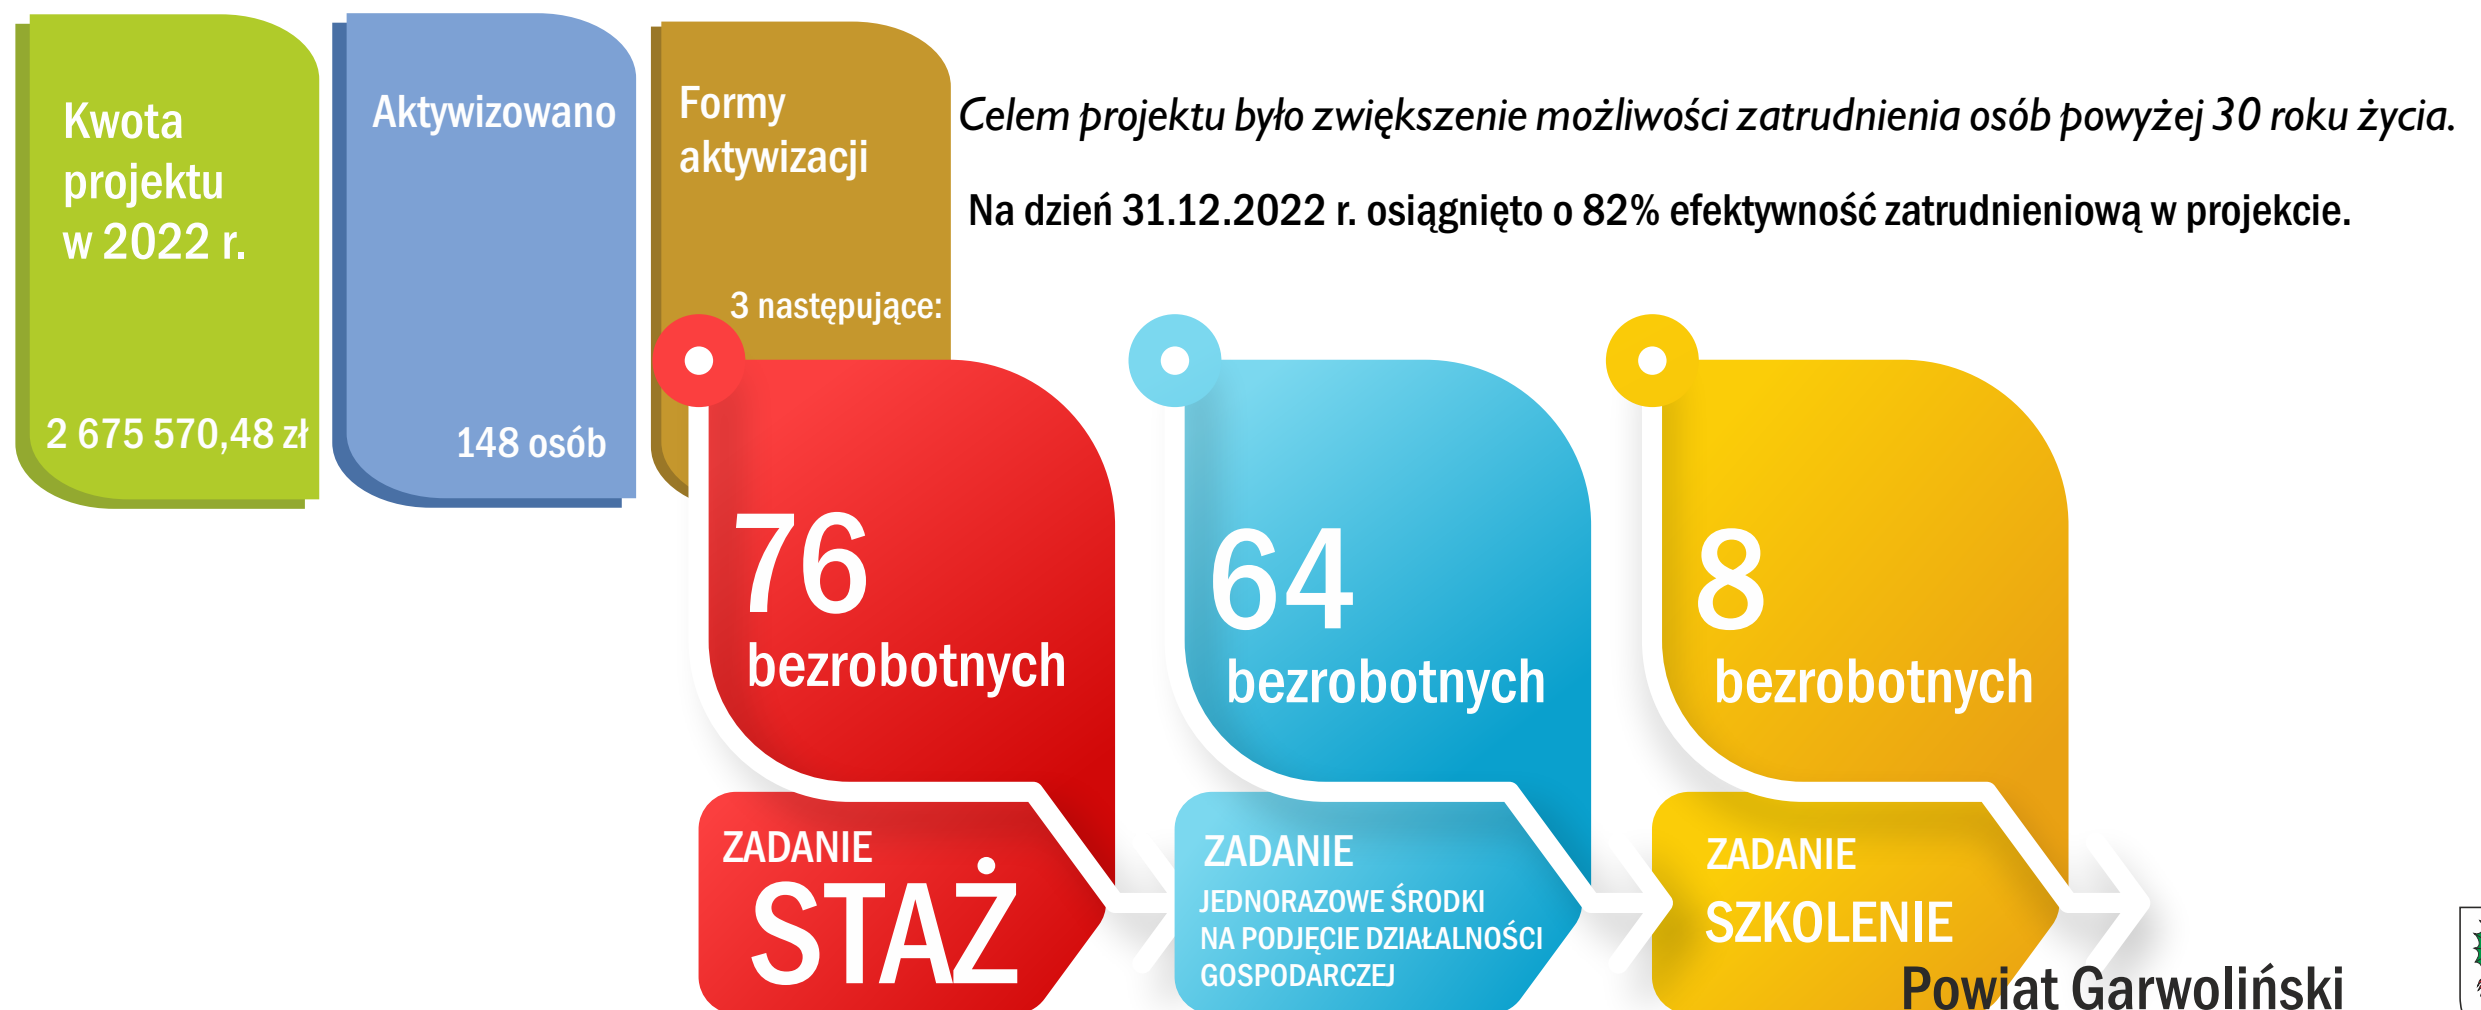 Kwota
projektu
w 2022 r.
2 675 570,48 zł
Aktywizowano
148 osób
Formy
aktywizacji
3 następujące:
Celem projektu było zwiększenie możliwości zatrudnienia osób powyżej 30 roku życia.
Na dzień 31.12.2022 r. osiągnięto o 82% efektywność zatrudnieniową w projekcie.
76
bezrobotnych
ZADANIE
STAŻ
64
bezrobotnych
ZADANIE
JEDNORAZOWE ŚRODKI
NA PODJĘCIE DZIAŁALNOŚCI
GOSPODARCZEJ
8
bezrobotnych
ZADANIE
SZKOLENIE
Powiat Garwoliński